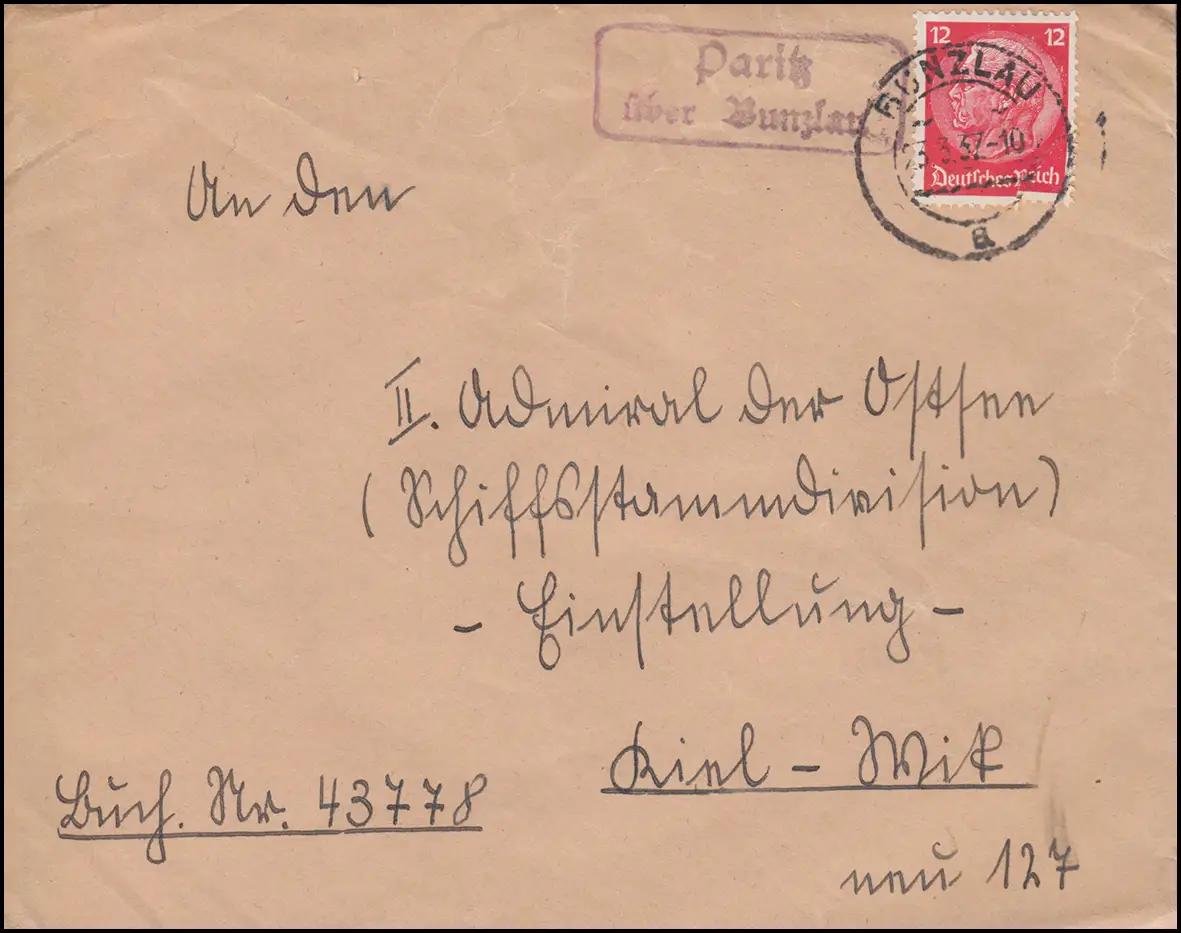 Paritz
über Bunzlau
12 12
BUNZLAU
3.37-10
Deutsches Reich
a
An den
II. Admiral der Ostsee
(Schiffsstammdivision)
- Einstellung -
Kiel - Wik
Buch. Nr. 43778
neu 127